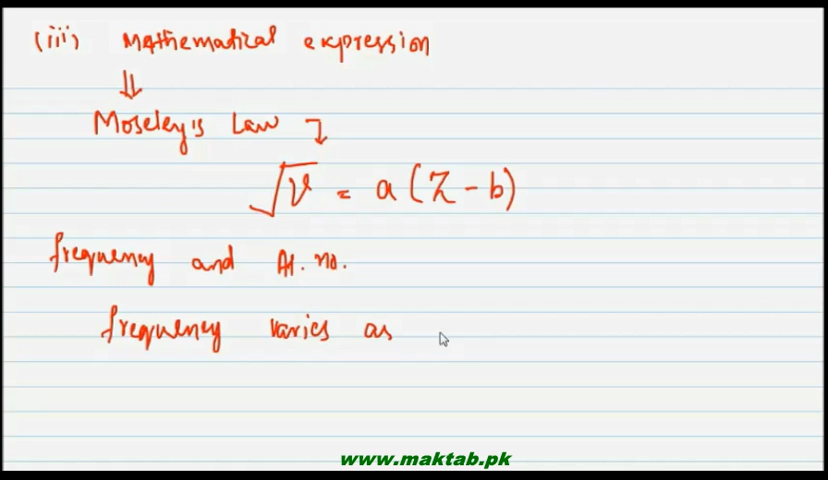 (iii) Mathematical expression
⇓
Moseley's Law ↴
√ν = a (Z - b)
frequency and At. no.
frequency varies as
www.maktab.pk